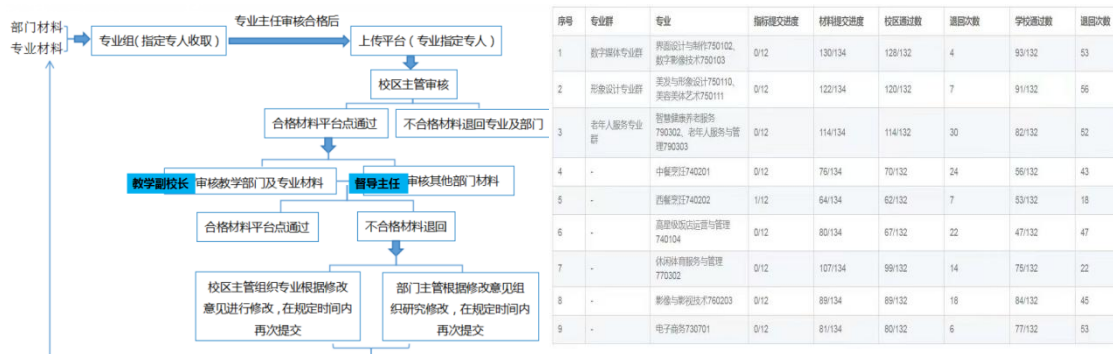 部门材料
专业材料
专业组(指定专人收取)
专业主任审核合格后
上传平台(专业指定专人)
校区主管审核
合格材料平台点通过
不合格材料退回专业及部门
教学副校长
审核教学部门及专业材料
督导主任
审核其他部门材料
合格材料平台点通过
不合格材料退回
校区主管组织专业根据修改
意见进行修改,在规定时间内
再次提交
部门主管根据修改意见组
织研究修改,在规定时间内
再次提交
序号 专业群 专业 指标提交进度 材料提交进度 校区通过数 退回次数 学校通过数 退回次数
1 数字媒体专业群 界面设计与制作750102、
数字影像技术750103 0/12 130/134 128/132 4 93/132 53
2 形象设计专业群 美发与形象设计750110、
美容美体艺术750111 0/12 122/134 120/132 7 91/132 56
3 老年人服务专业
群 智慧健康养老服务
790302、老年人服务与管
理790303 0/12 114/134 114/132 30 82/132 52
4 - 中餐烹饪740201 0/12 76/134 70/132 24 56/132 43
5 - 西餐烹饪740202 1/12 64/134 62/132 7 53/132 18
6 - 高星级饭店运营与管理
740104 0/12 80/134 67/132 22 47/132 47
7 - 休闲体育服务与管理
770302 0/12 107/134 99/132 14 75/132 22
8 - 影像与影视技术760203 0/12 89/134 89/132 18 84/132 45
9 - 电子商务730701 0/12 81/134 80/132 6 77/132 53